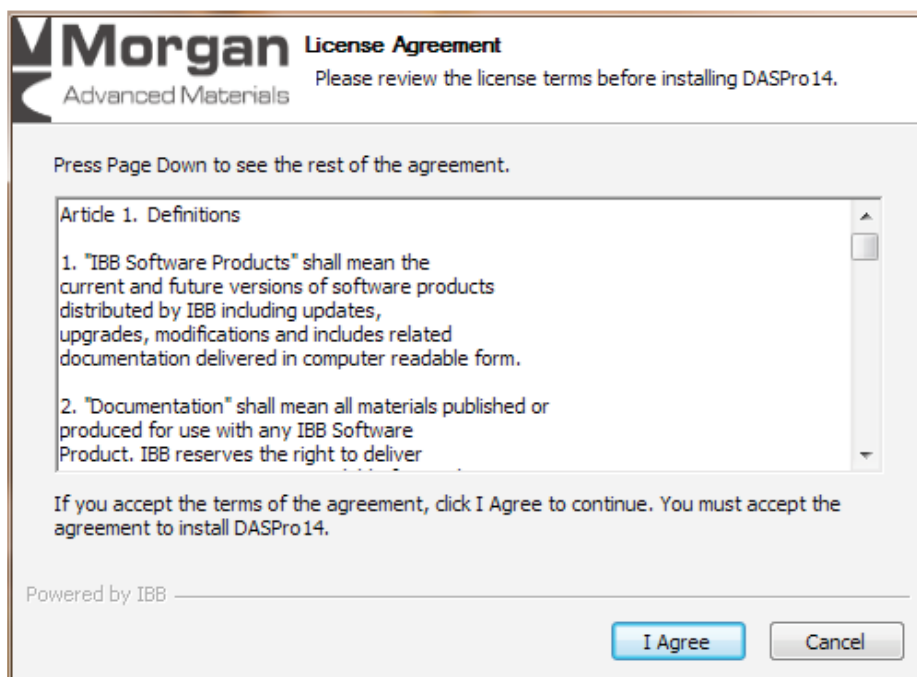 Morgan
Advanced Materials
License Agreement
Please review the license terms before installing DASPro14.
Press Page Down to see the rest of the agreement.
Article 1. Definitions
1. "IBB Software Products" shall mean the
current and future versions of software products
distributed by IBB including updates,
upgrades, modifications and includes related
documentation delivered in computer readable form.
2. "Documentation" shall mean all materials published or
produced for use with any IBB Software
Product. IBB reserves the right to deliver
If you accept the terms of the agreement, click I Agree to continue. You must accept the
agreement to install DASPro14.
Powered by IBB
I Agree
Cancel